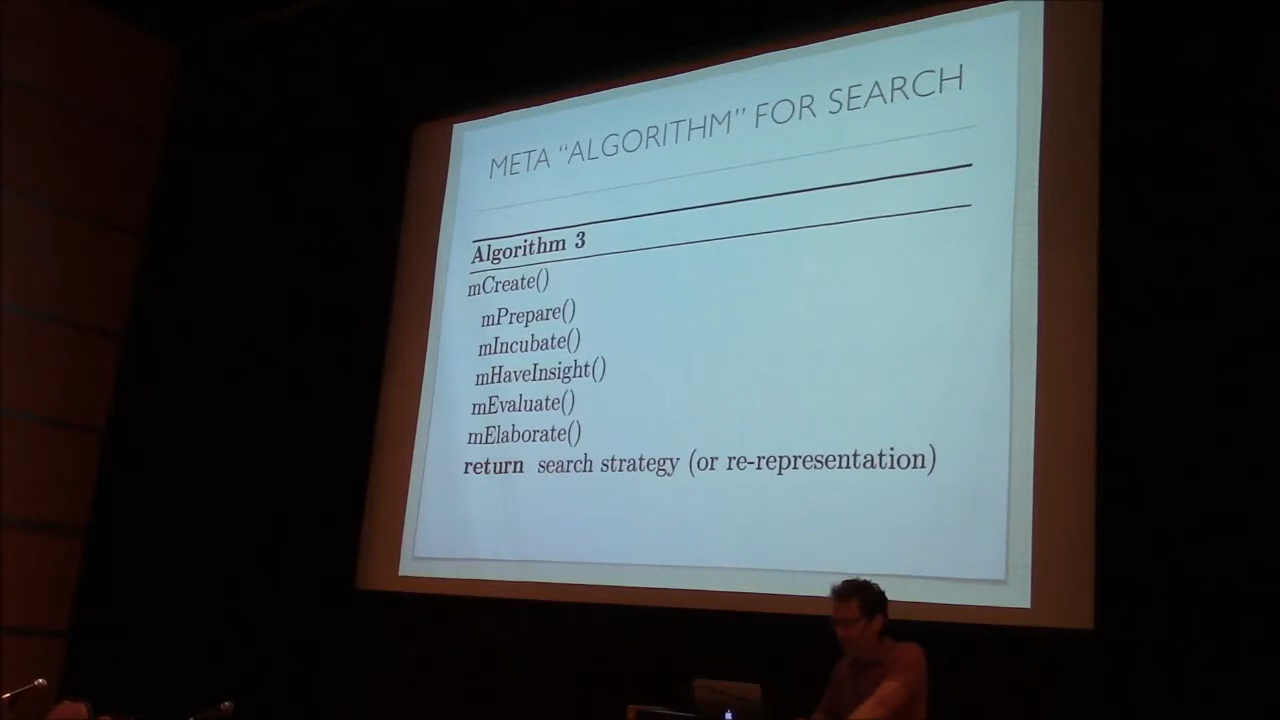 META “ALGORITHM” FOR SEARCH
Algorithm 3
mCreate()
mPrepare()
mIncubate()
mHaveInsight()
mEvaluate()
mElaborate()
return search strategy (or re-representation)